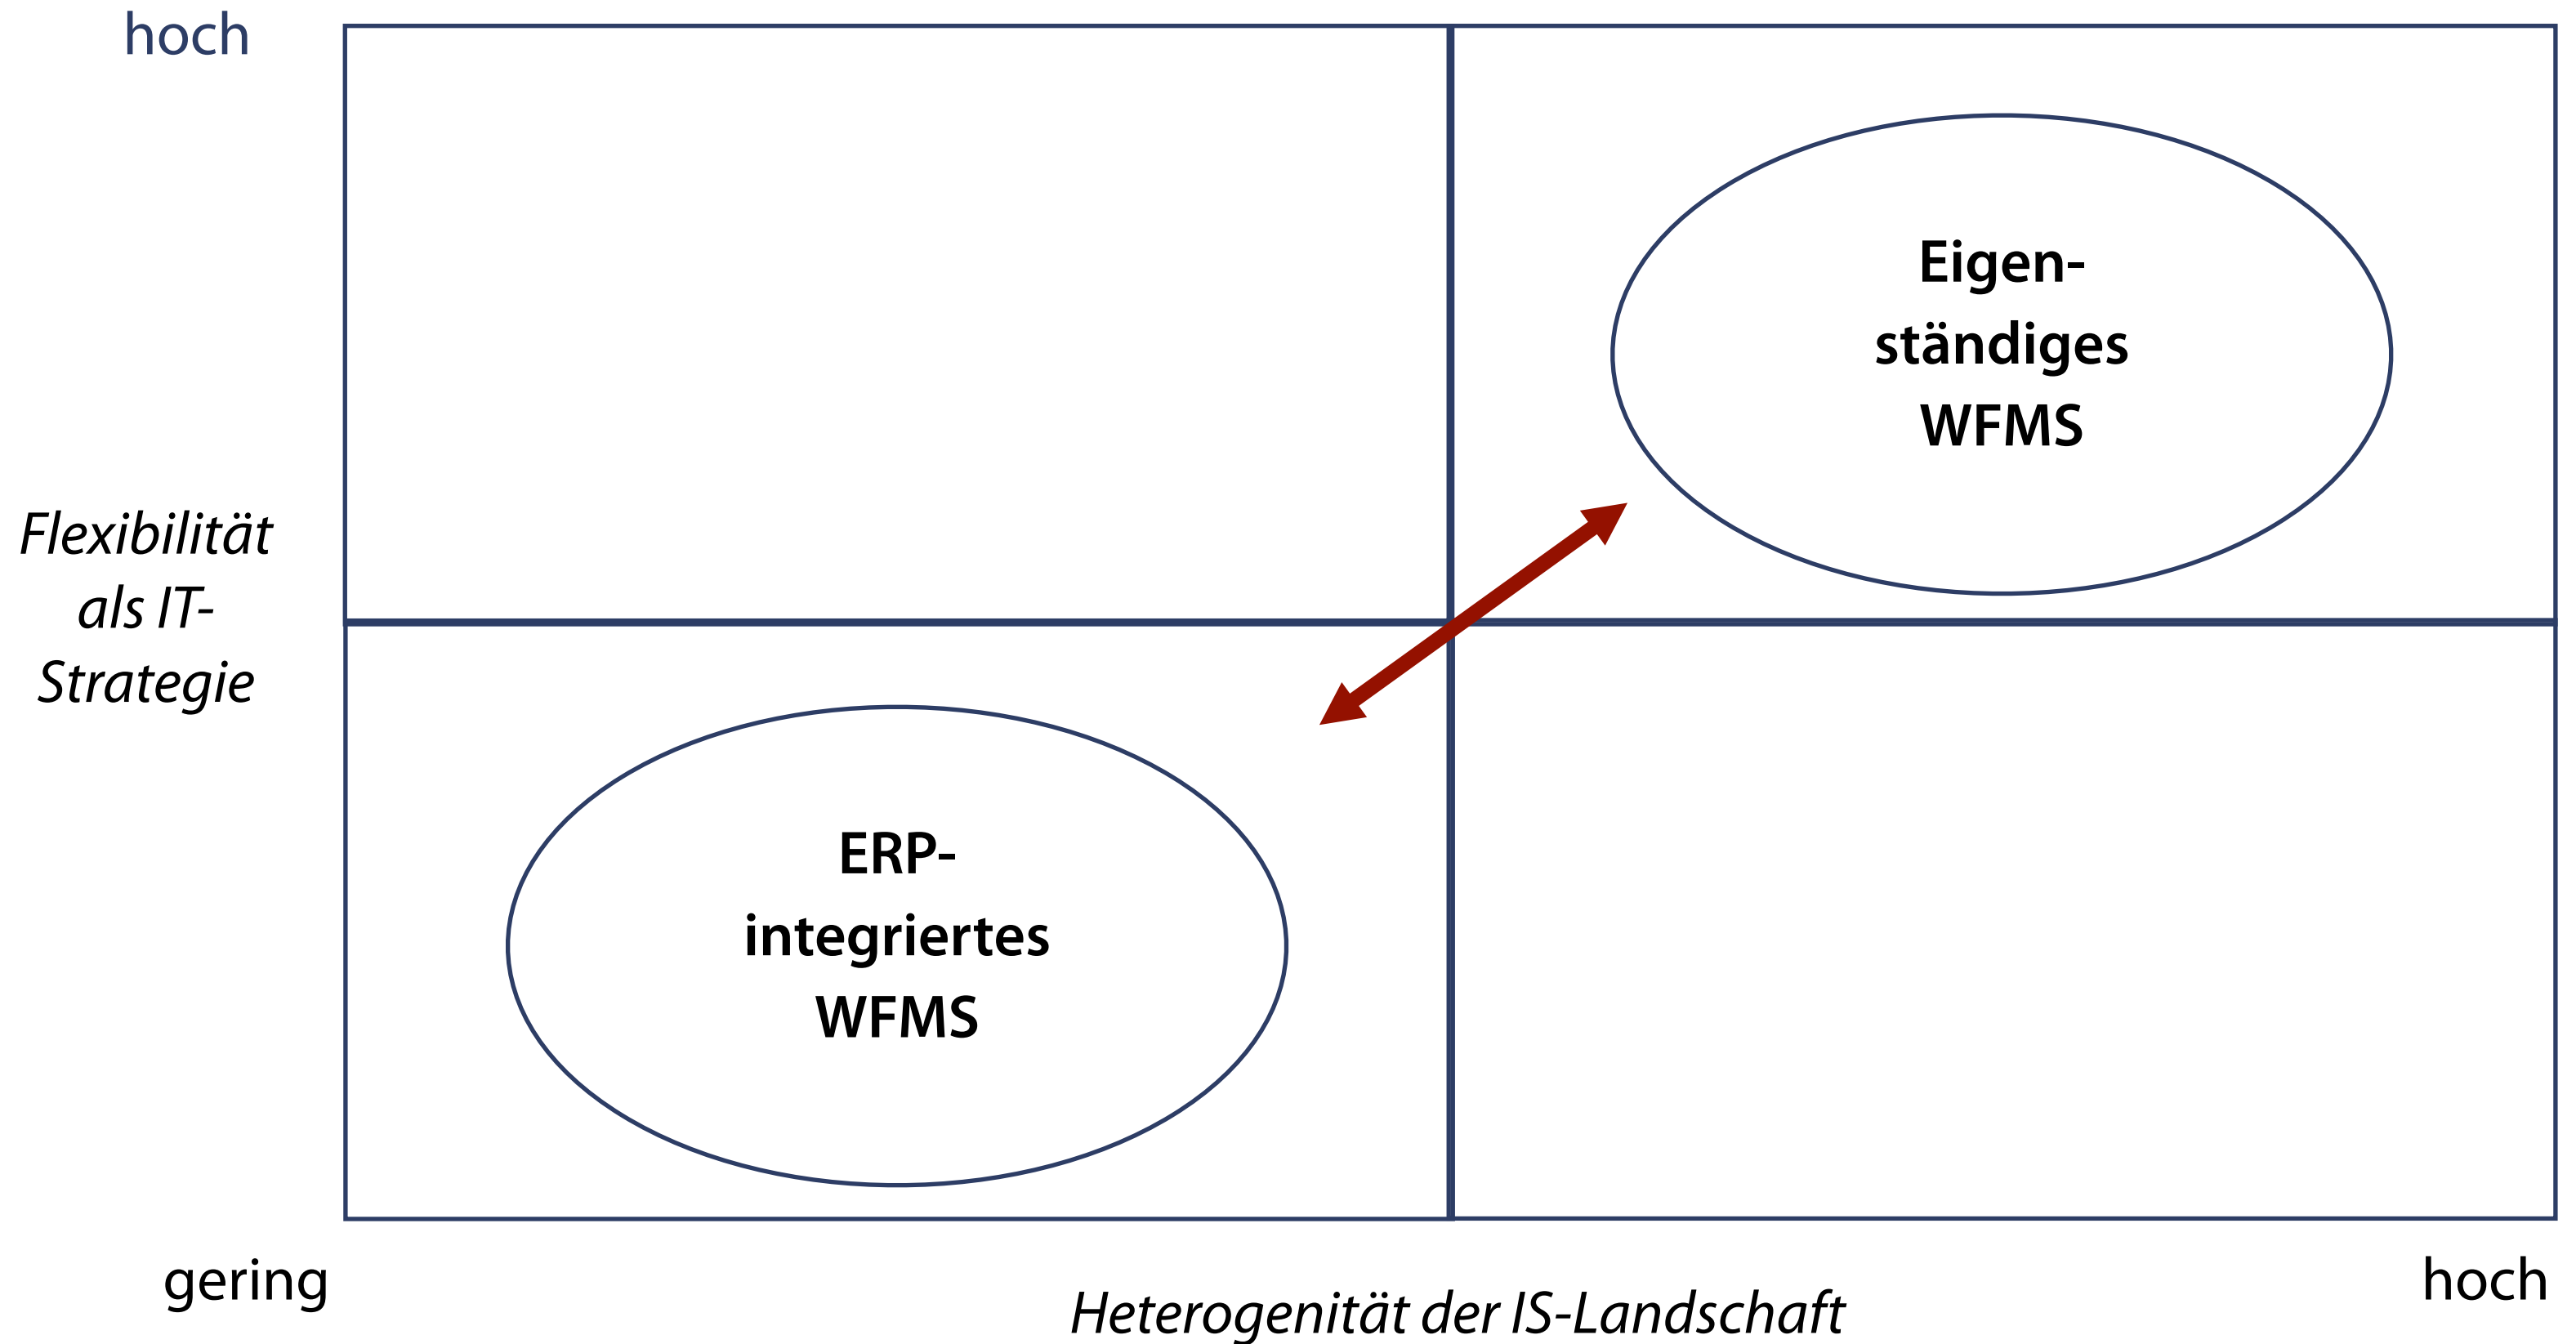 hoch
Eigen-
ständiges
WFMS
Flexibilität
als IT-
Strategie
ERP-
integriertes
WFMS
gering
hoch
Heterogenität der IS-Landschaft